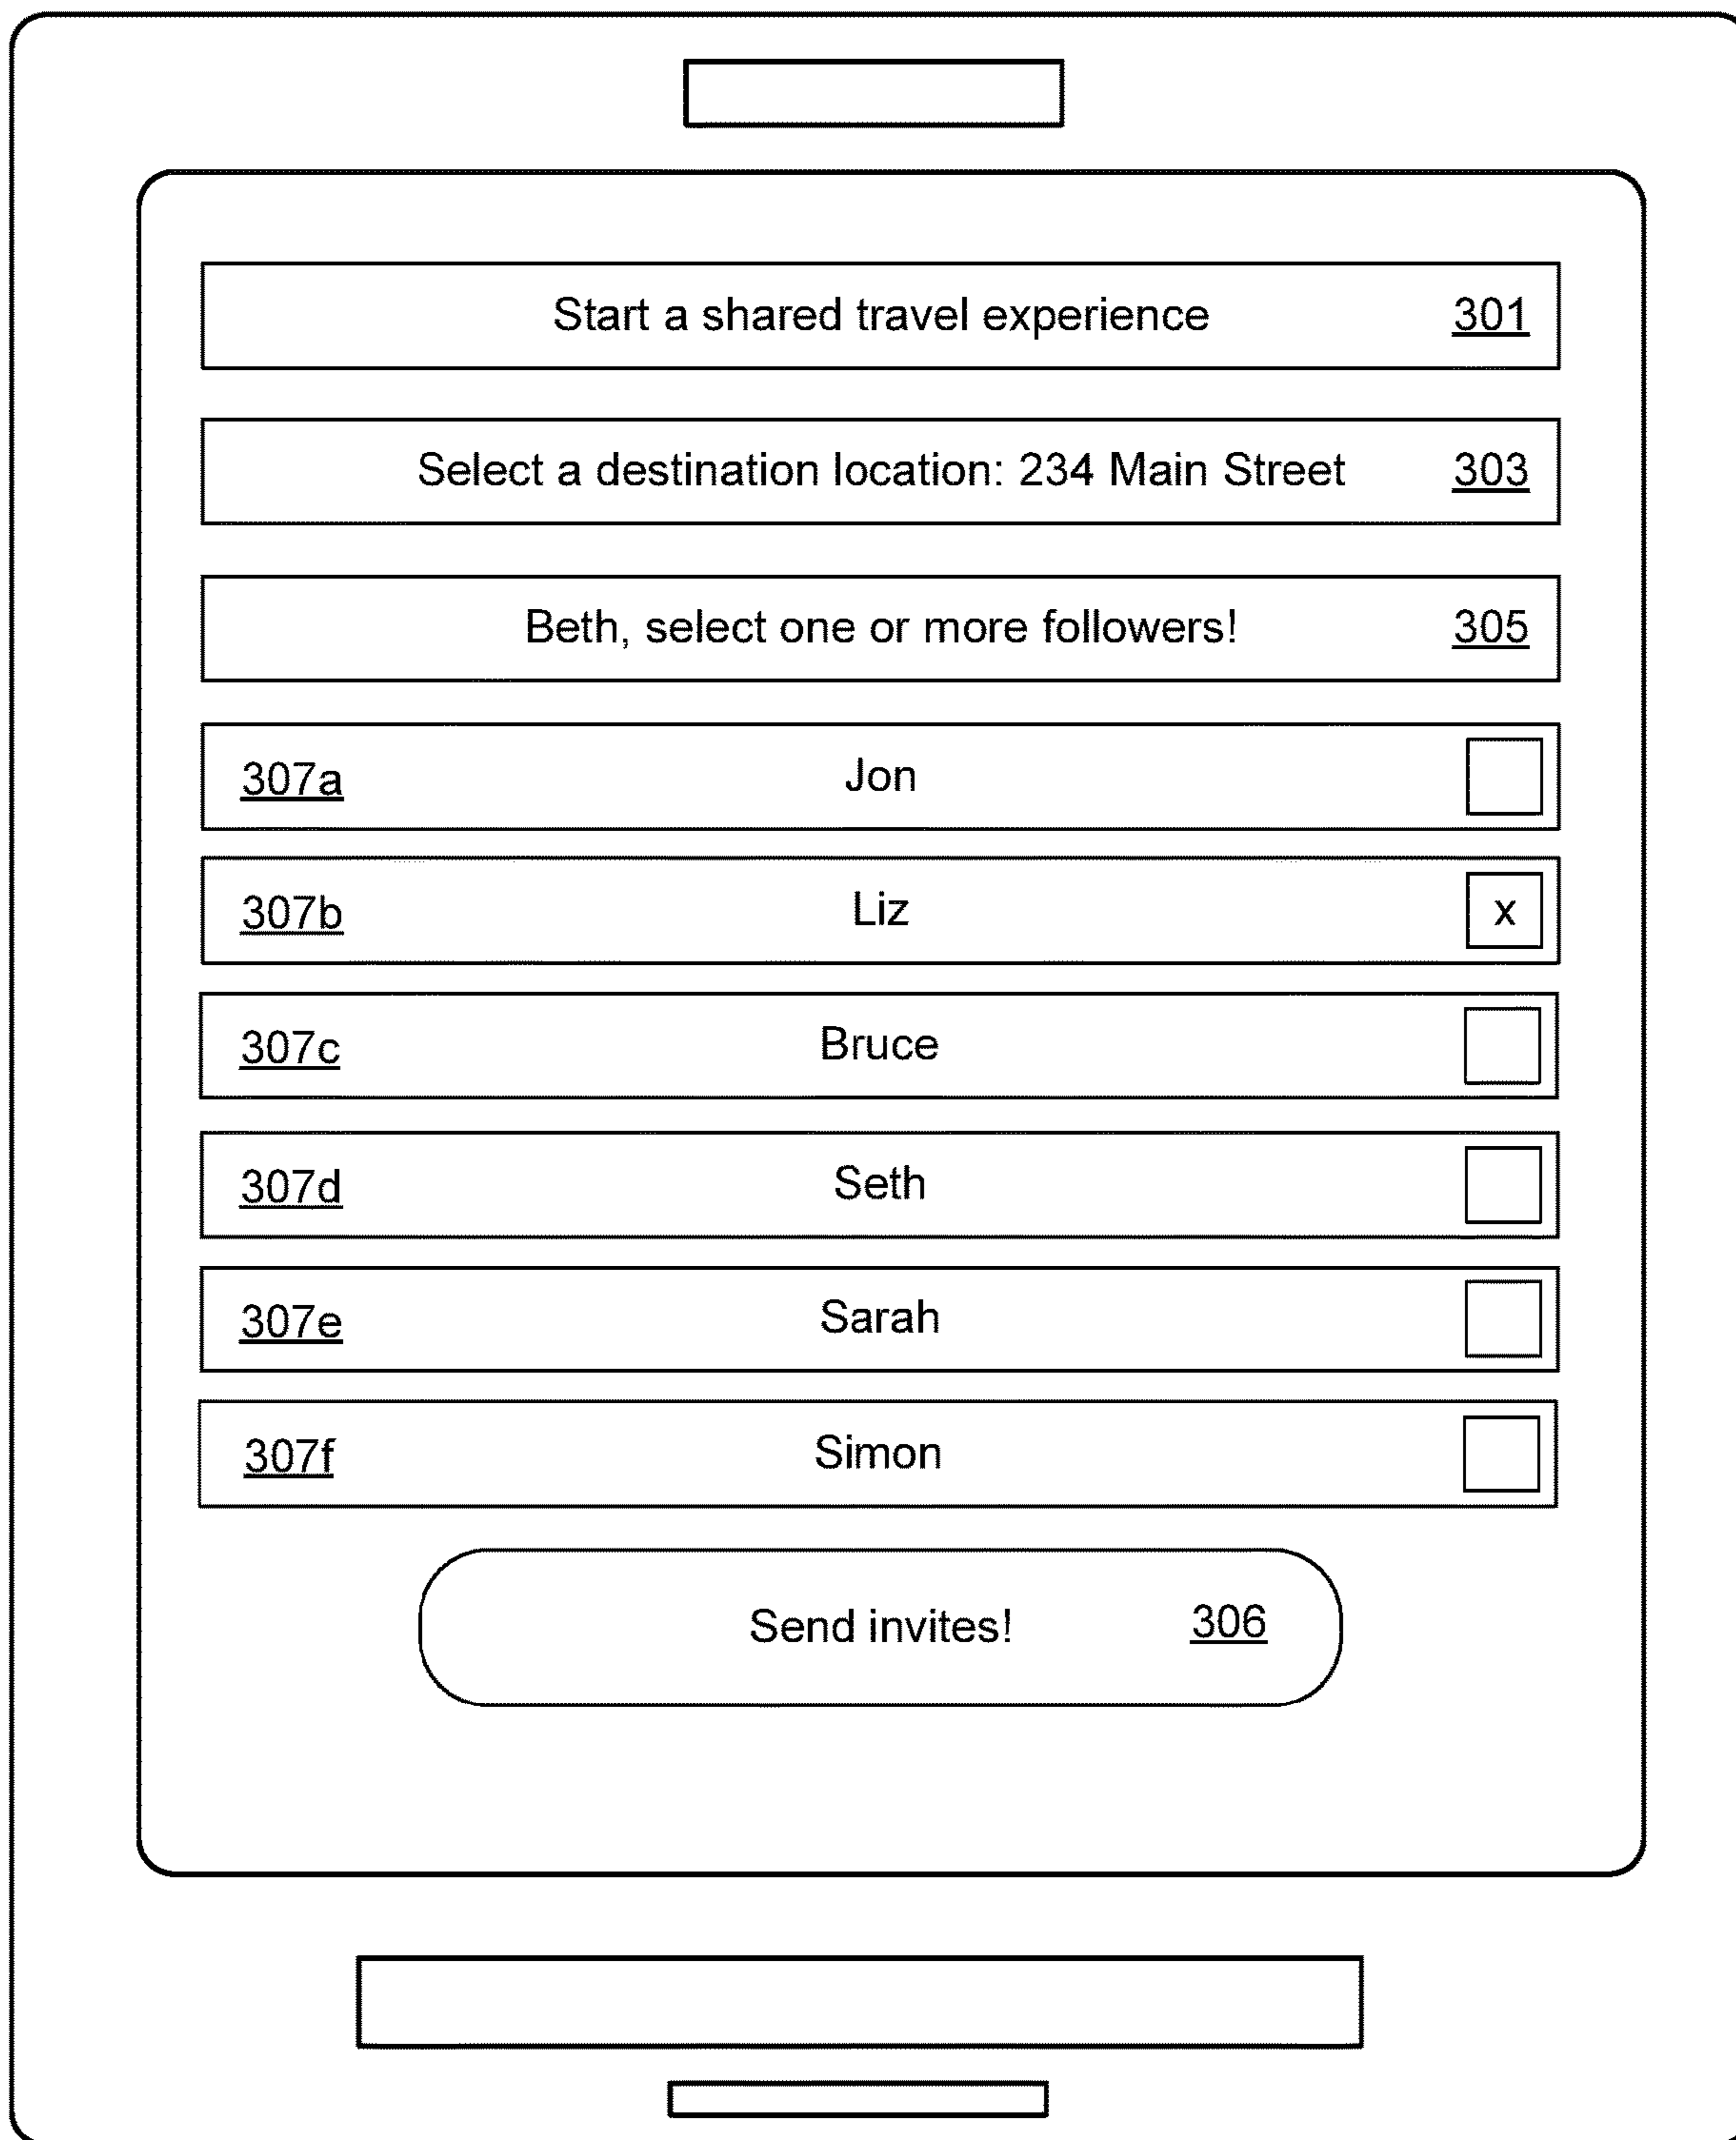 Start a shared travel experience 301
Select a destination location: 234 Main Street 303
Beth, select one or more followers! 305
307a Jon
307b Liz x
307c Bruce
307d Seth
307e Sarah
307f Simon
Send invites! 306